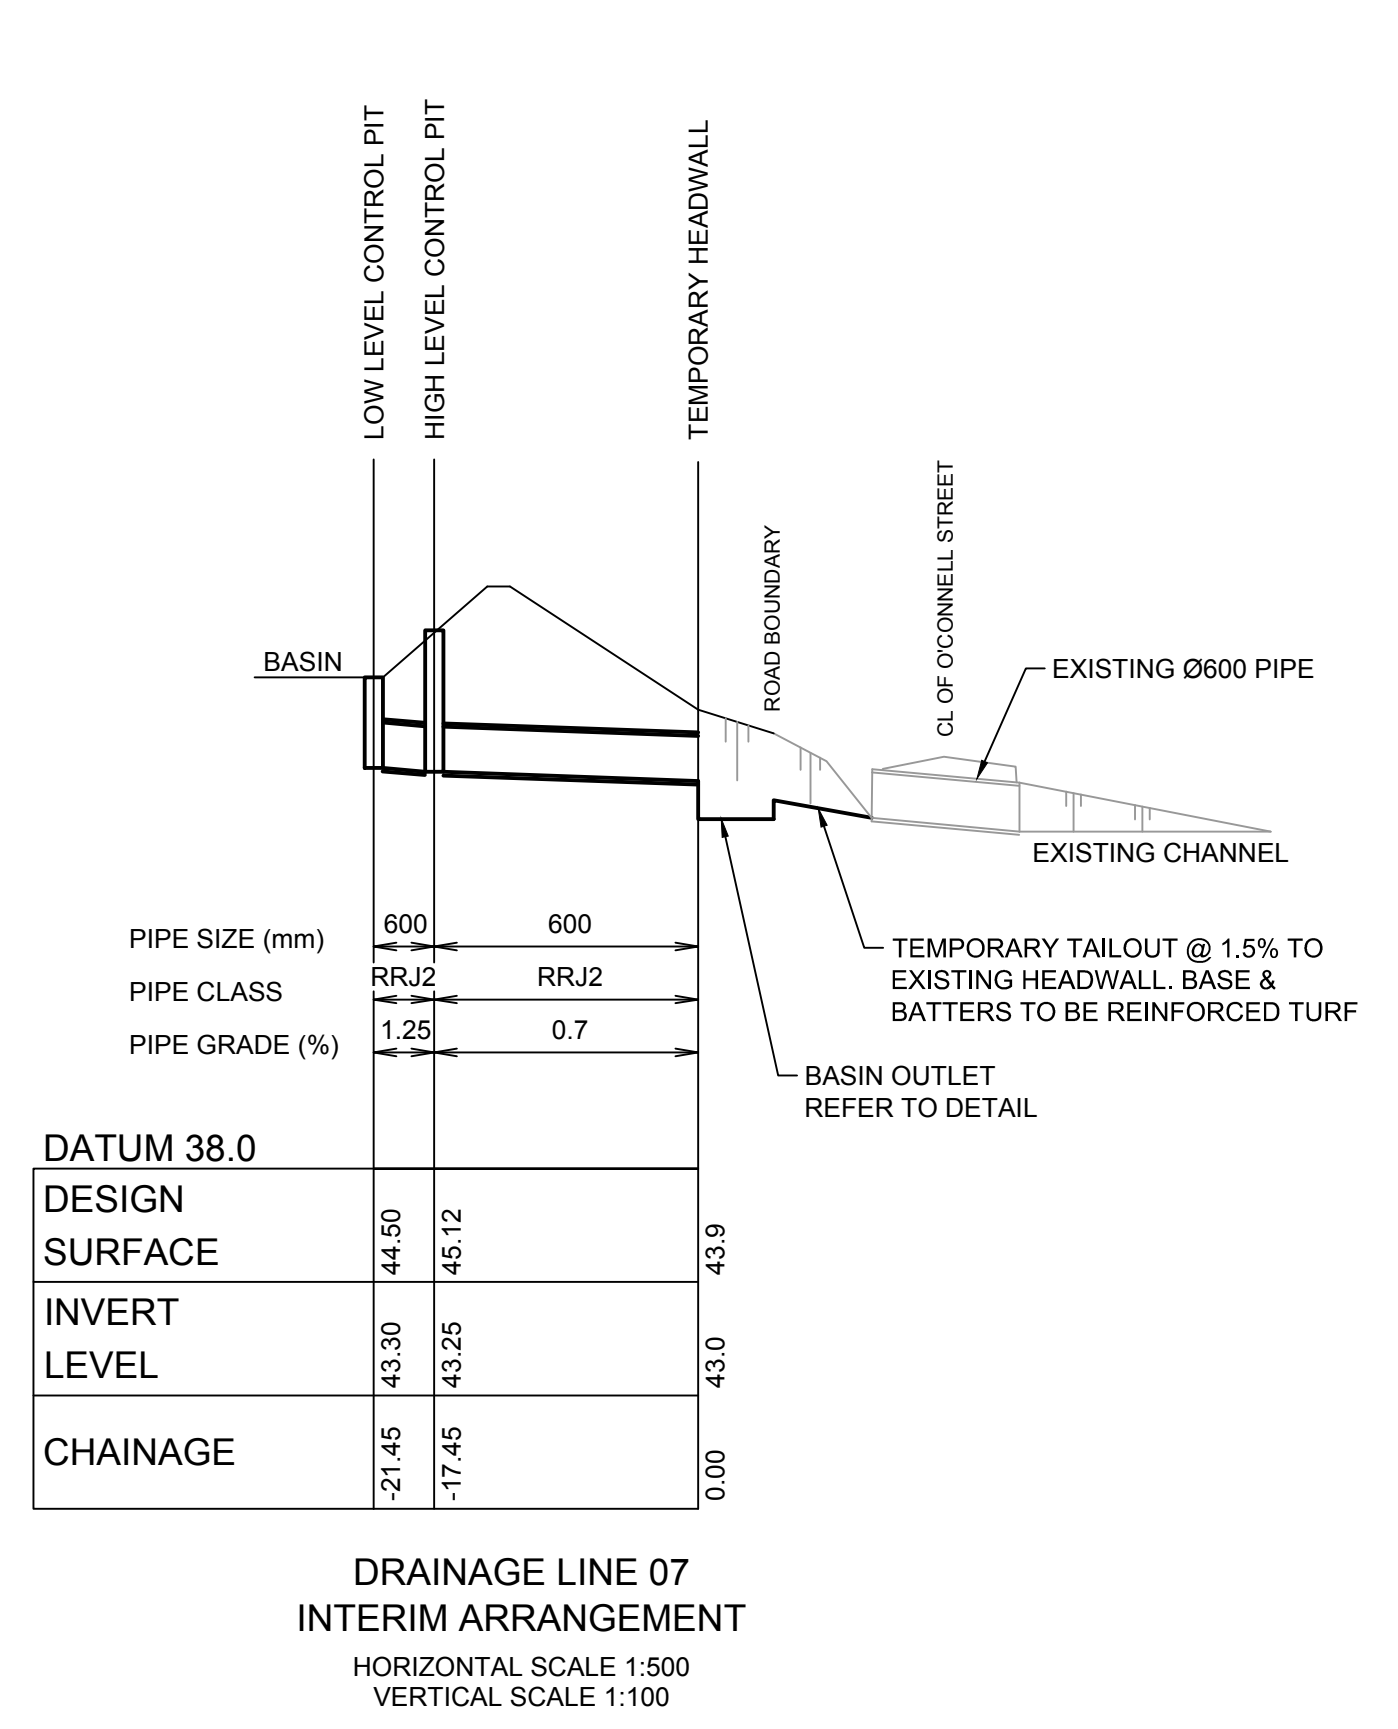 LOW LEVEL CONTROL PIT
HIGH LEVEL CONTROL PIT
TEMPORARY HEADWALL
ROAD BOUNDARY
CL OF O'CONNELL STREET
BASIN
EXISTING Ø600 PIPE
EXISTING CHANNEL
TEMPORARY TAILOUT @ 1.5% TO
EXISTING HEADWALL. BASE &
BATTERS TO BE REINFORCED TURF
BASIN OUTLET
REFER TO DETAIL
PIPE SIZE (mm) 600 600
PIPE CLASS RRJ2 RRJ2
PIPE GRADE (%) 1.25 0.7
DATUM 38.0
DESIGN
SURFACE
44.50 45.12 43.9
INVERT
LEVEL
43.30 43.25 43.0
CHAINAGE -21.45 -17.45 0.00
DRAINAGE LINE 07
INTERIM ARRANGEMENT
HORIZONTAL SCALE 1:500
VERTICAL SCALE 1:100